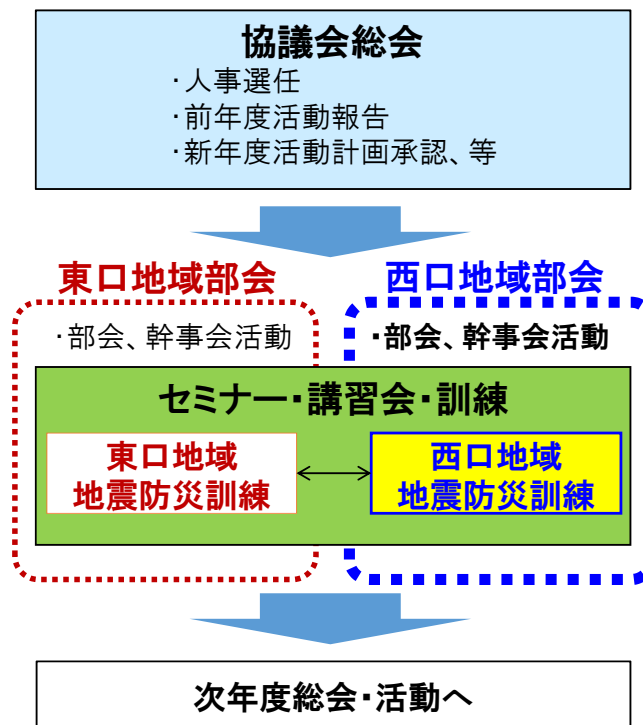 協議会総会
・人事選任
・前年度活動報告
・新年度活動計画承認、等
東口地域部会
西口地域部会
・部会、幹事会活動
・部会、幹事会活動
セミナー・講習会・訓練
東口地域
地震防災訓練
西口地域
地震防災訓練
次年度総会・活動へ